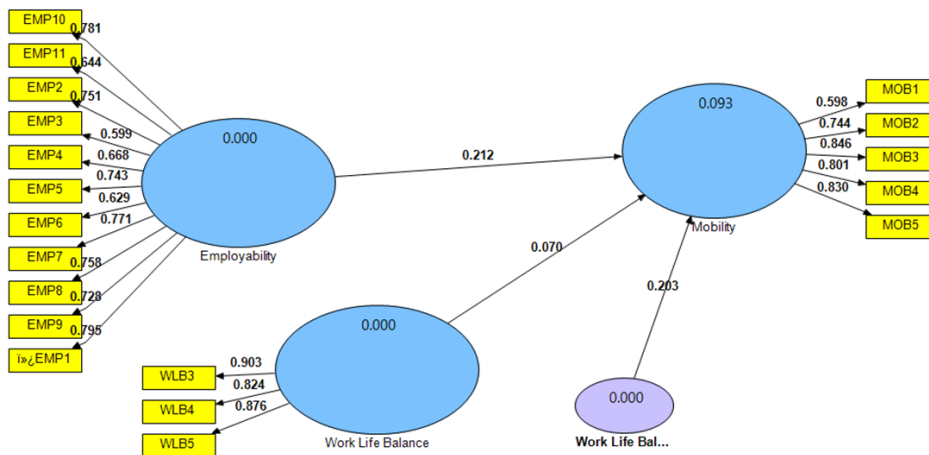 EMP10
0.781
EMP11
0.644
EMP2
0.751
EMP3
0.599
EMP4
0.668
EMP5
0.743
EMP6
0.629
EMP7
0.771
EMP8
0.758
EMP9
0.728
ï»¿EMP1
0.795
0.000
Employability
0.212
0.093
Mobility
0.598
MOB1
0.744
MOB2
0.846
MOB3
0.801
MOB4
0.830
MOB5
0.070
0.203
0.000
Work Life Balance
WLB3
0.903
WLB4
0.824
WLB5
0.876
0.000
Work Life Bal...